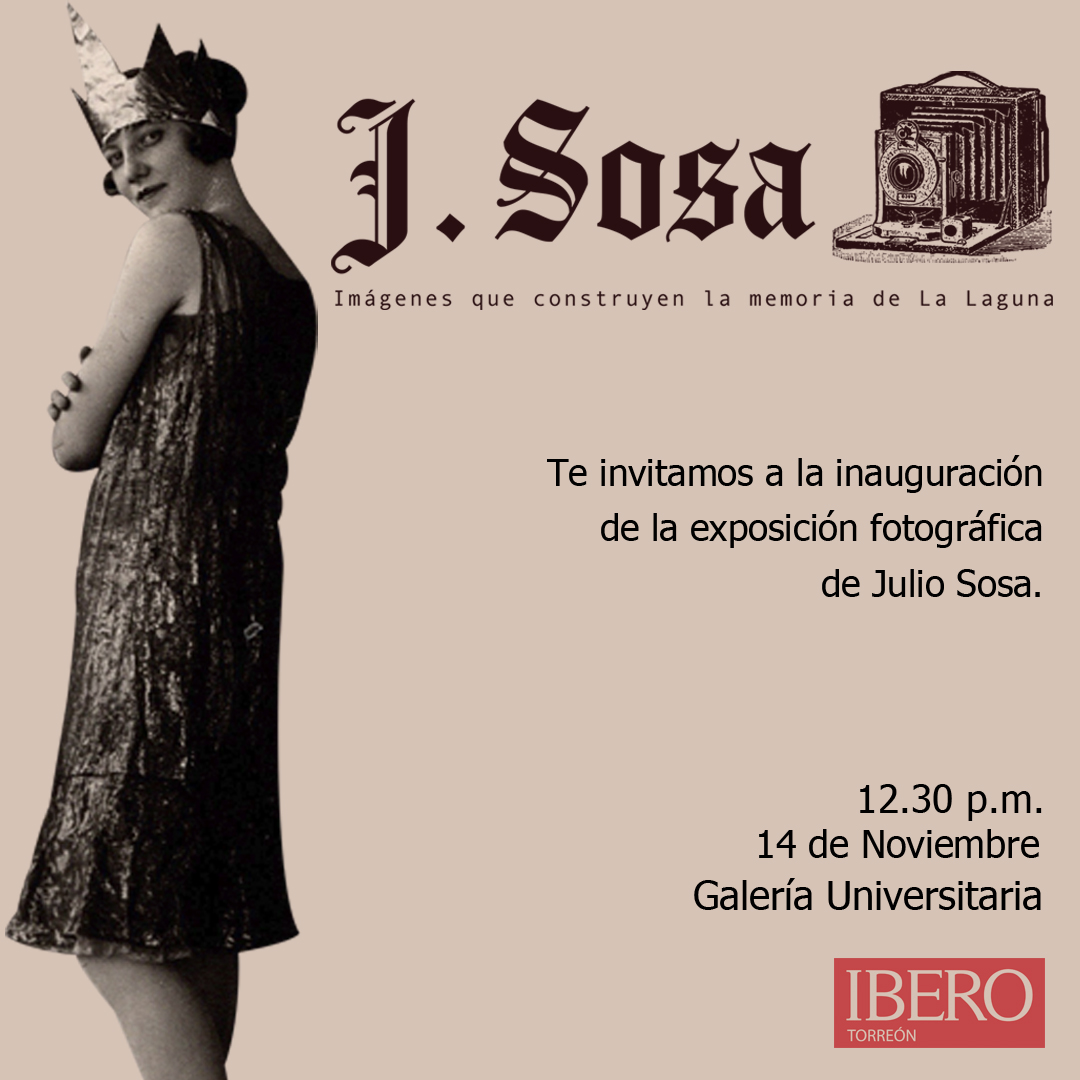 J. Sosa
Imágenes que construyen la memoria de La Laguna
Te invitamos a la inauguración
de la exposición fotográfica
de Julio Sosa.
12.30 p.m.
14 de Noviembre
Galería Universitaria
IBERO
TORREÓN